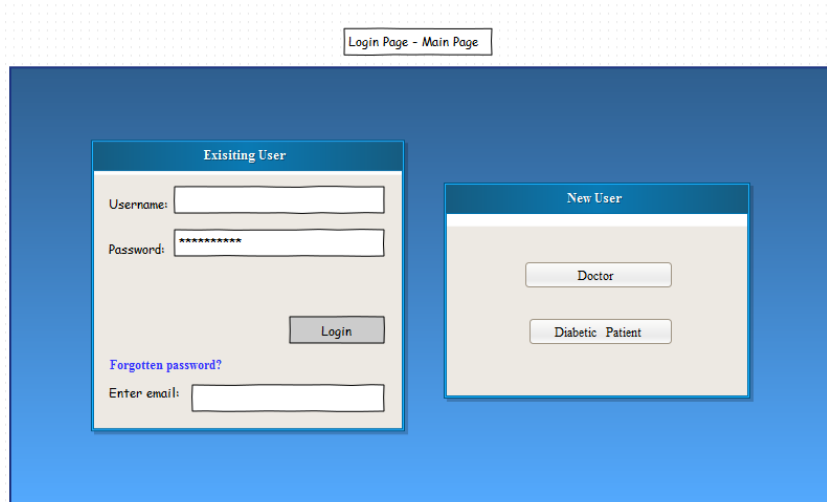 Login Page - Main Page
Exisiting User
Username:
Password: **********
Login
Forgotten password?
Enter email:
New User
Doctor
Diabetic Patient